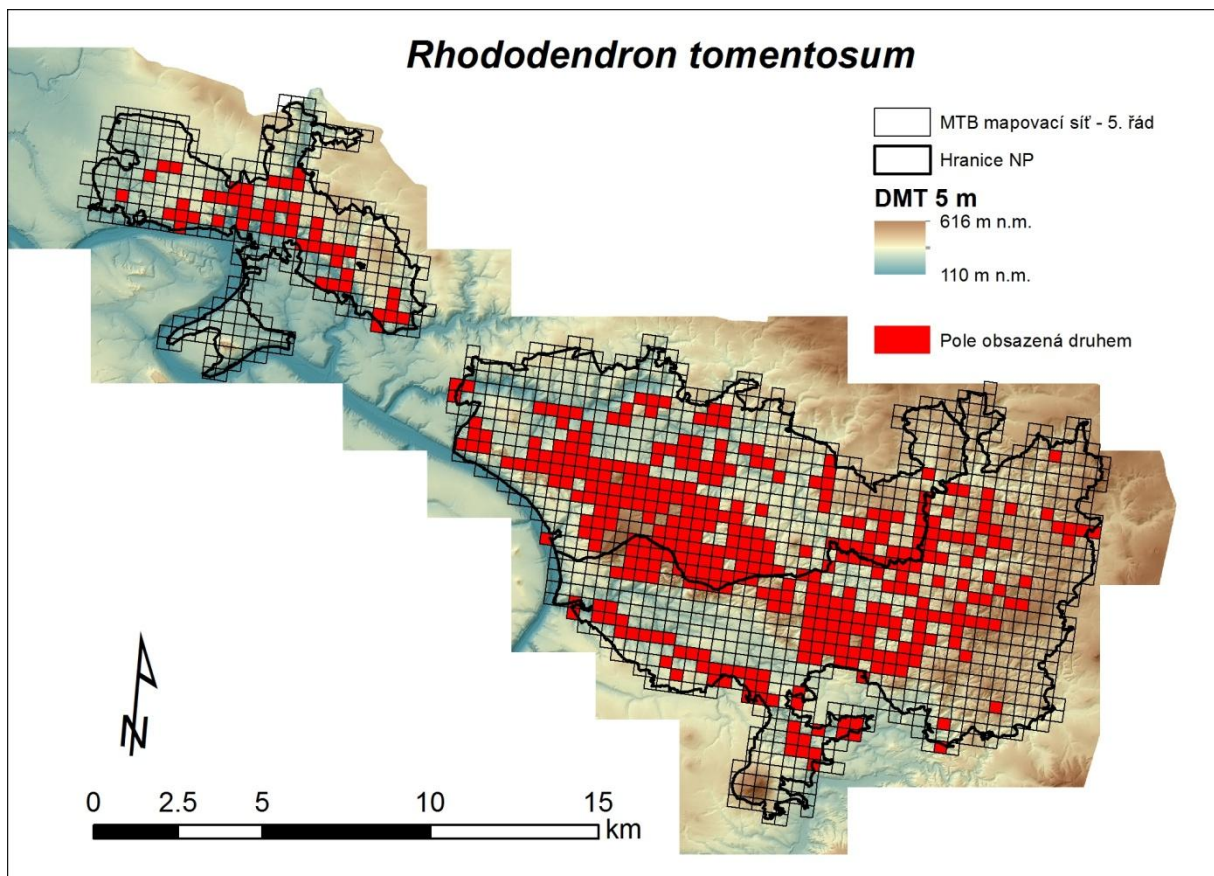 Rhododendron tomentosum
MTB mapovací síť - 5. řád
Hranice NP
DMT 5 m
616 m n.m.
110 m n.m.
Pole obsazená druhem
N
0 2.5 5 10 15
km